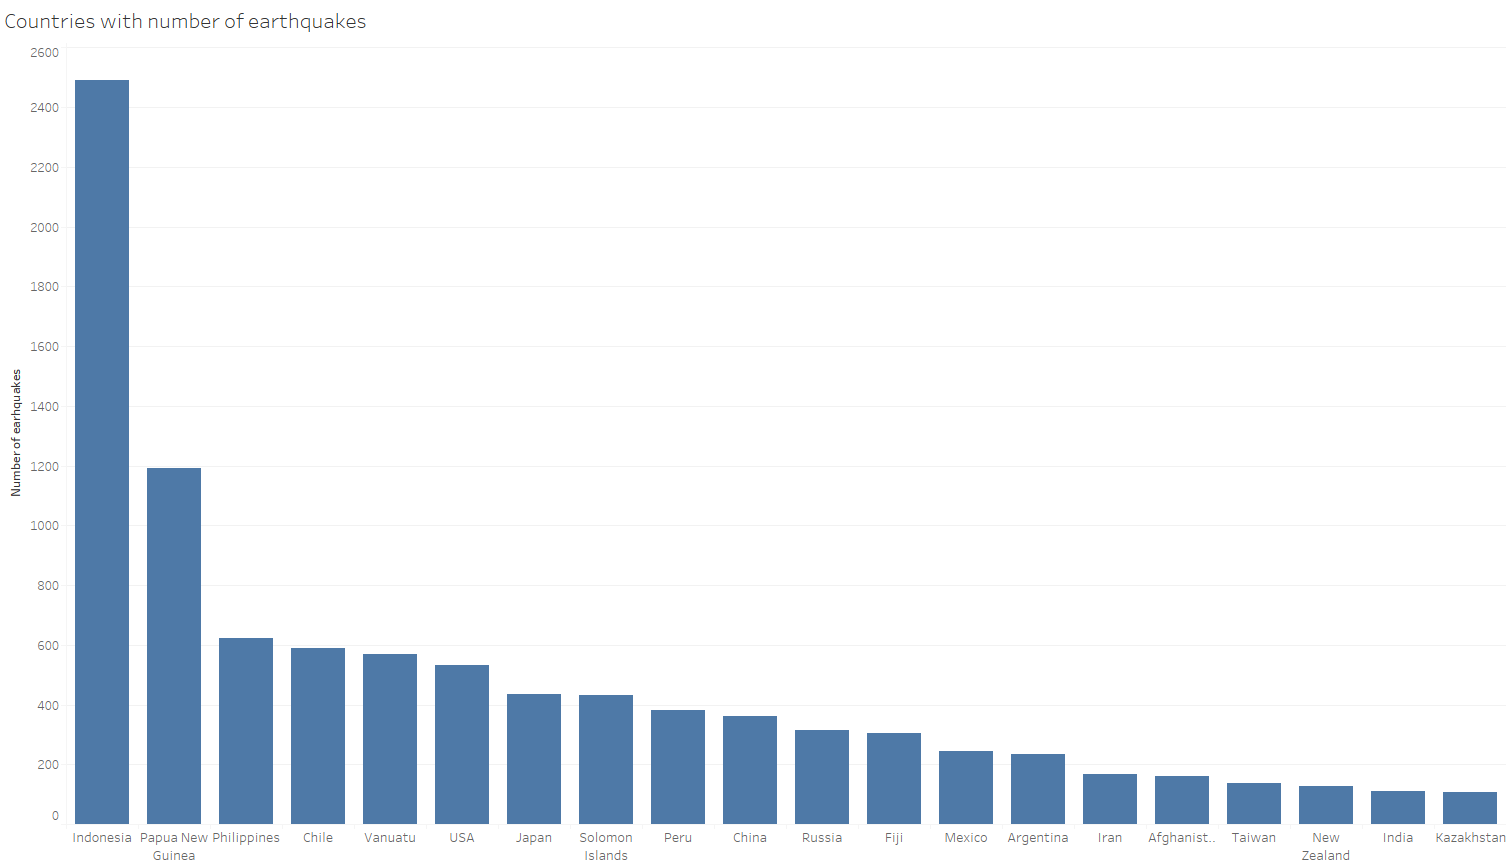 Countries with number of earthquakes
2600
2400
2200
2000
1800
1600
1400
1200
1000
800
600
400
200
0
Number of earhquakes
Indonesia
Papua New
Guinea
Philippines
Chile
Vanuatu
USA
Japan
Solomon
Islands
Peru
China
Russia
Fiji
Mexico
Argentina
Iran
Afghanist..
Taiwan
New
Zealand
India
Kazakhstan